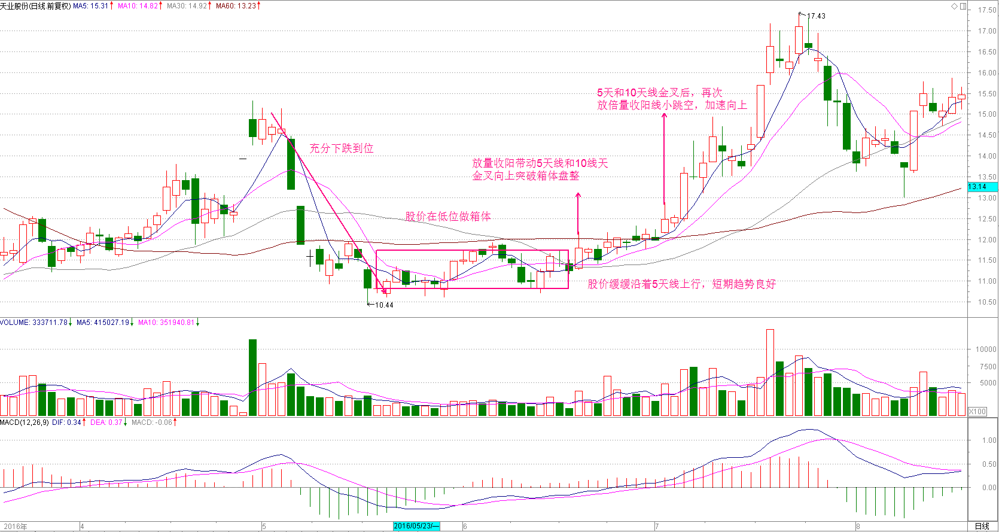 天业股份(日线.前复权) MA5: 15.31↑ MA10: 14.82↑ MA30: 14.92↑ MA60: 13.23↑
17.50
17.43
17.00
16.50
16.00
5天和10天线金叉后，再次
放倍量收阳线小跳空，加速向上
15.50
15.00
14.50
充分下跌到位
14.00
放量收阳带动5天线和10线天
金叉向上突破箱体盘整
13.50
13.14
13.00
股价在低位做箱体
12.50
12.00
11.50
股价缓缓沿着5天线上行，短期趋势良好
11.00
10.50
10.44
VOLUME: 333711.78↓ MA5: 415027.19↓ MA10: 351940.81↓
10000
7500
5000
X100
MACD(12,26,9) DIF: 0.34↑ DEA: 0.37↓ MACD: -0.06↑
1.00
0.50
0.00
2016年 4 5 2016/05/23/一 6 7 8 日线